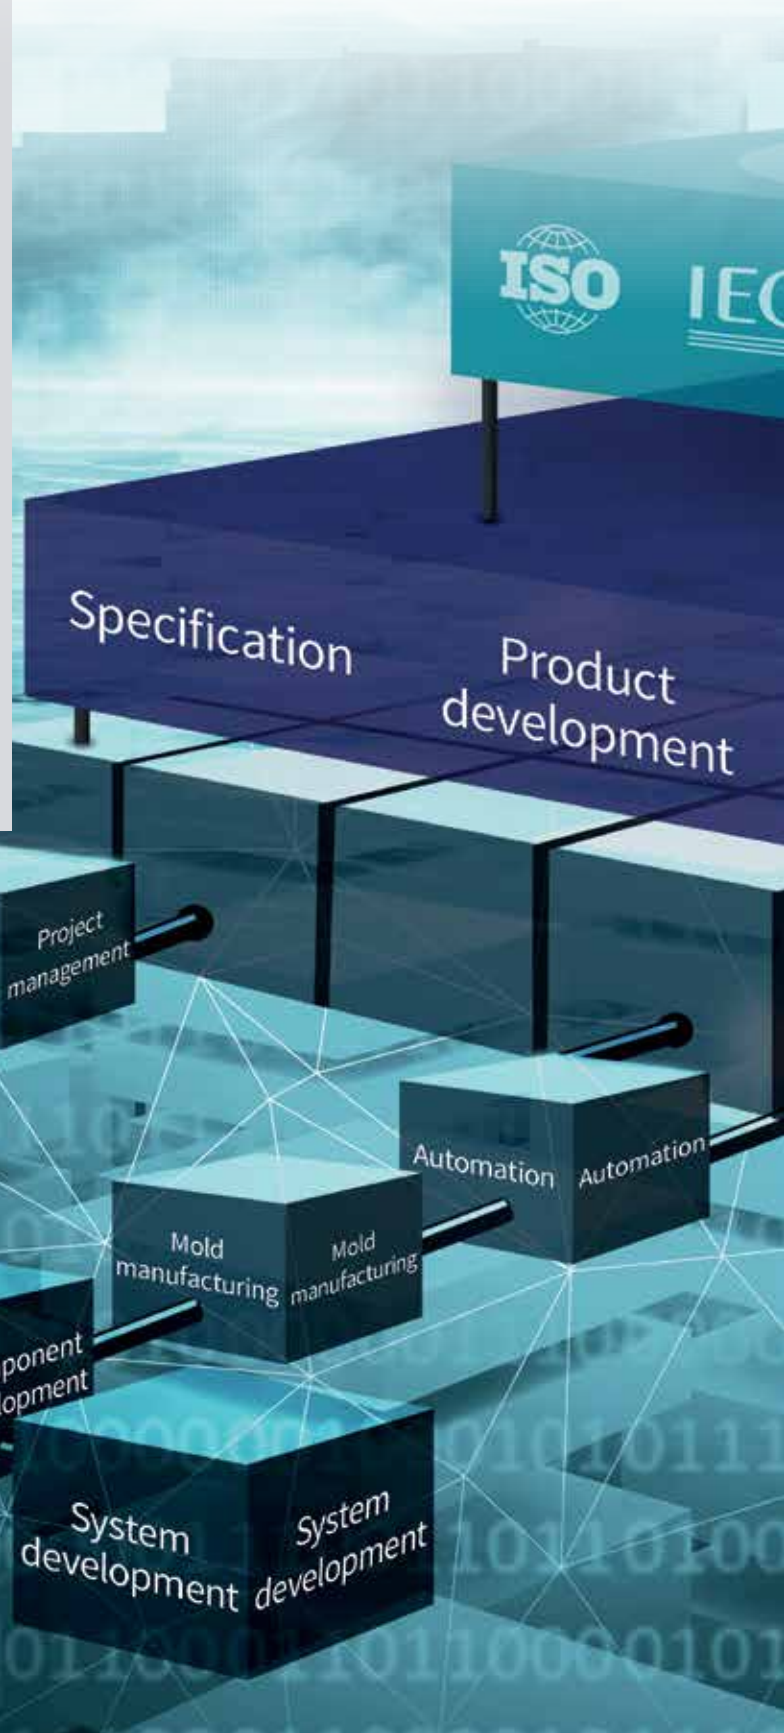 ISO
IEC
Specification
Product
development
Project
management
Automation
Automation
Mold
manufacturing
Mold
manufacturing
System
development
System
development